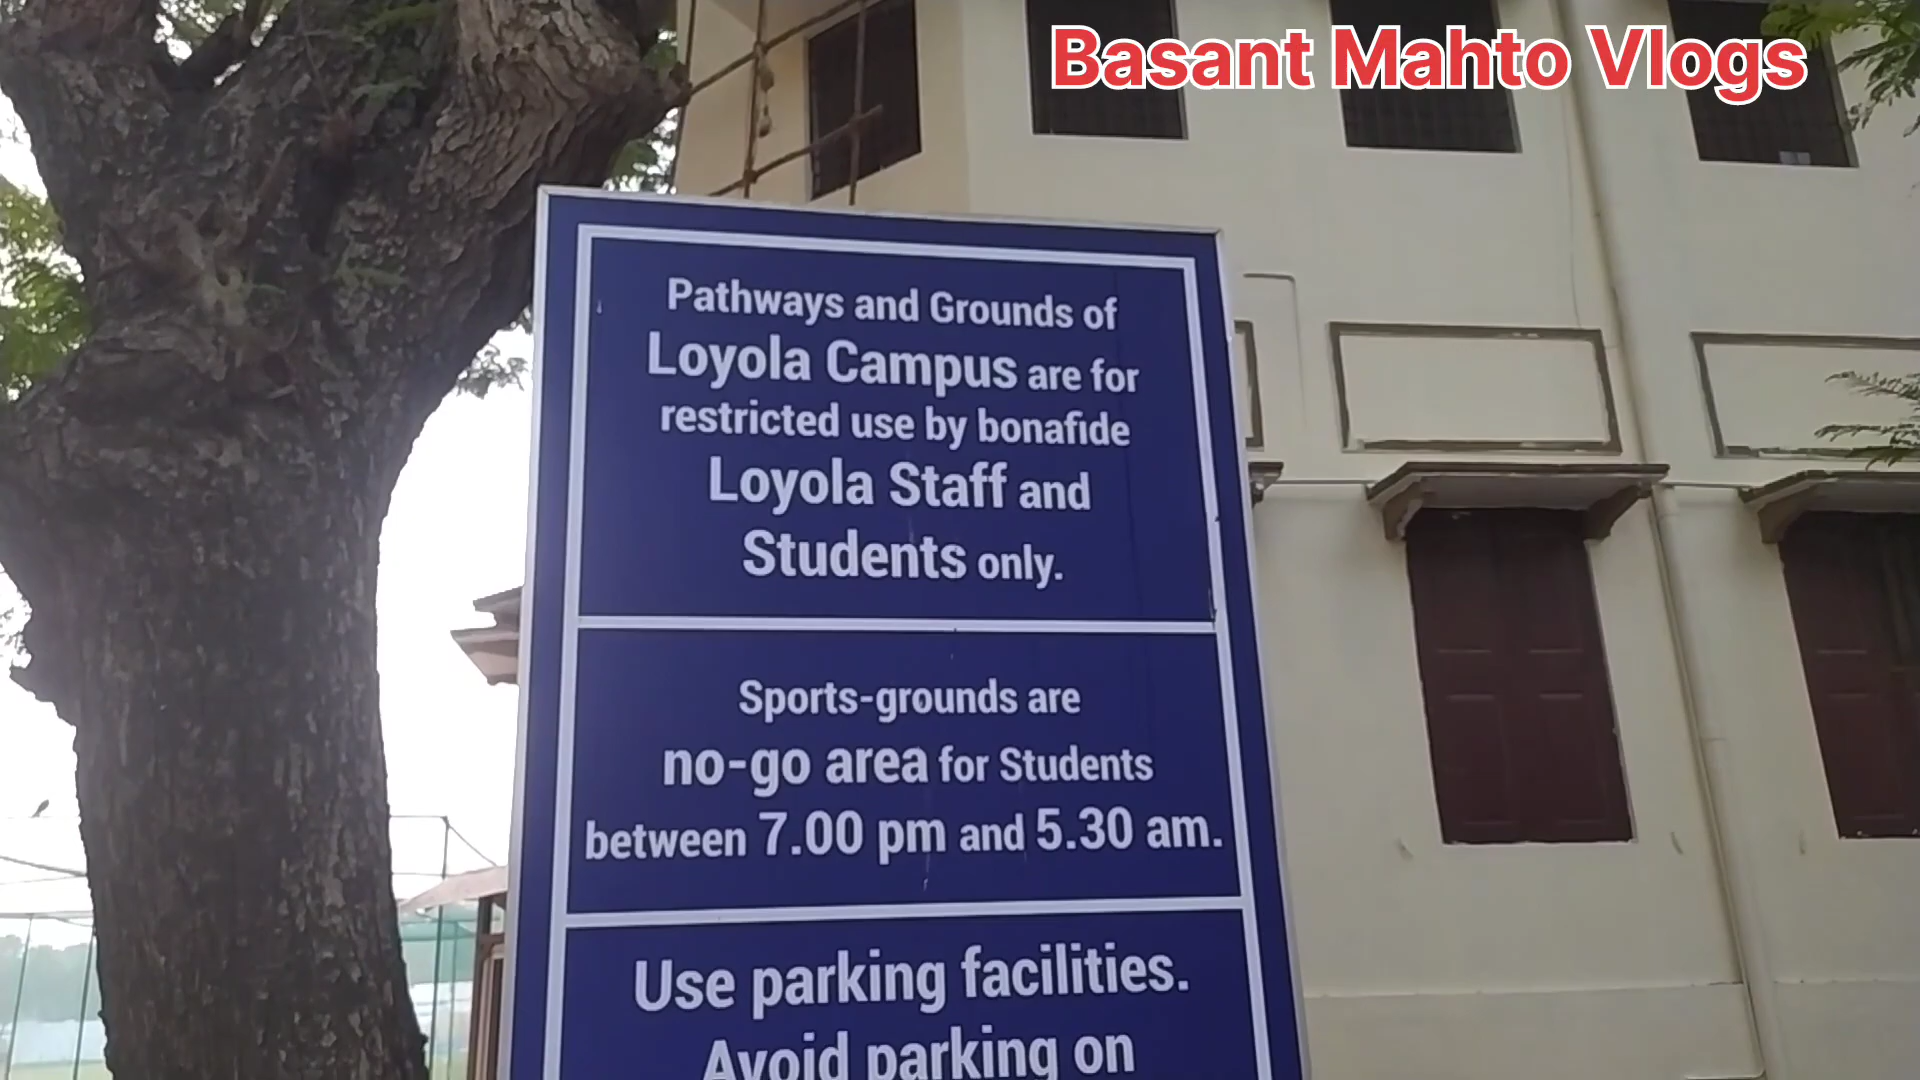 Basant Mahto Vlogs
Pathways and Grounds of
Loyola Campus are for
restricted use by bonafide
Loyola Staff and
Students only.
Sports-grounds are
no-go area for Students
between 7.00 pm and 5.30 am.
Use parking facilities.
Avoid parking on